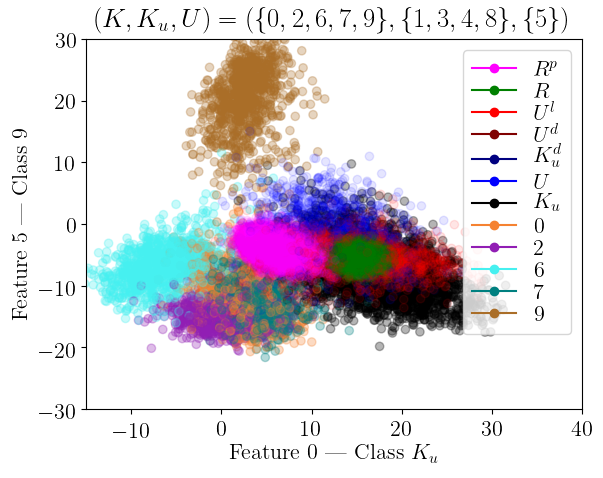 (K, K_u, U) = ({0, 2, 6, 7, 9}, {1, 3, 4, 8}, {5})
30
20
10
0
−10
−20
−30
Feature 5 — Class 9
R^p
R
U^l
U^d
K_u^d
U
K_u
0
2
6
7
9
−10
0
10
20
30
40
Feature 0 — Class K_u